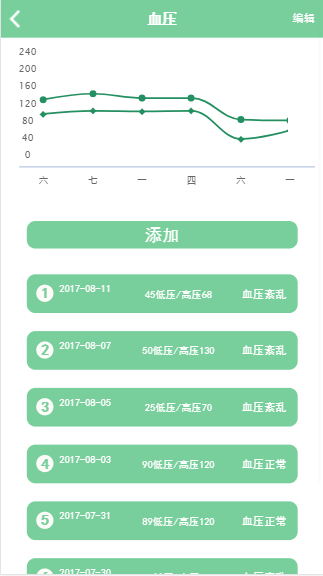 血压 编辑
240
200
160
120
80
40
0
六 七 一 四 六 一
添加
1 2017-08-11 45低压/高压68 血压紊乱
2 2017-08-07 50低压/高压130 血压紊乱
3 2017-08-05 25低压/高压70 血压紊乱
4 2017-08-03 90低压/高压120 血压正常
5 2017-07-31 89低压/高压120 血压正常
2017-07-30